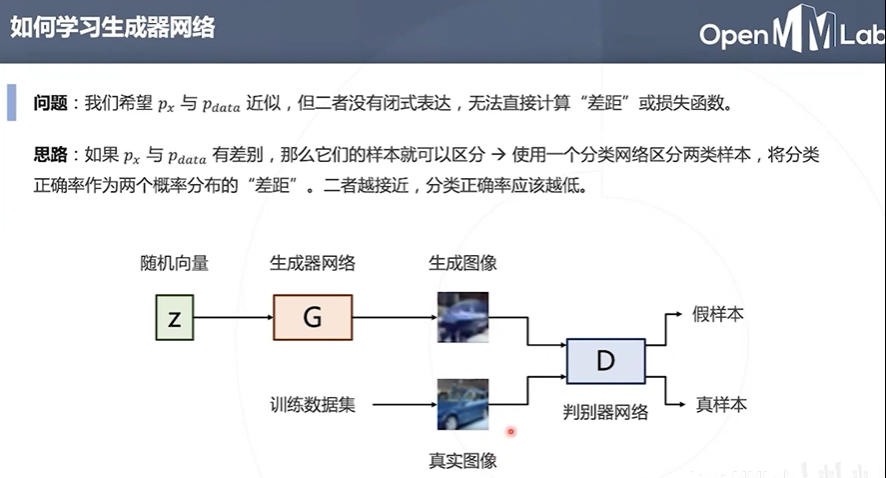 如何学习生成器网络
Open MM Lab
问题：我们希望 pₓ 与 p_data 近似，但二者没有闭式表达，无法直接计算“差距”或损失函数。
思路：如果 pₓ 与 p_data 有差别，那么它们的样本就可以区分 → 使用一个分类网络区分两类样本，将分类
正确率作为两个概率分布的“差距”。二者越接近，分类正确率应该越低。
随机向量 生成器网络 生成图像
z G 假样本
D
训练数据集 判别器网络 真样本
真实图像